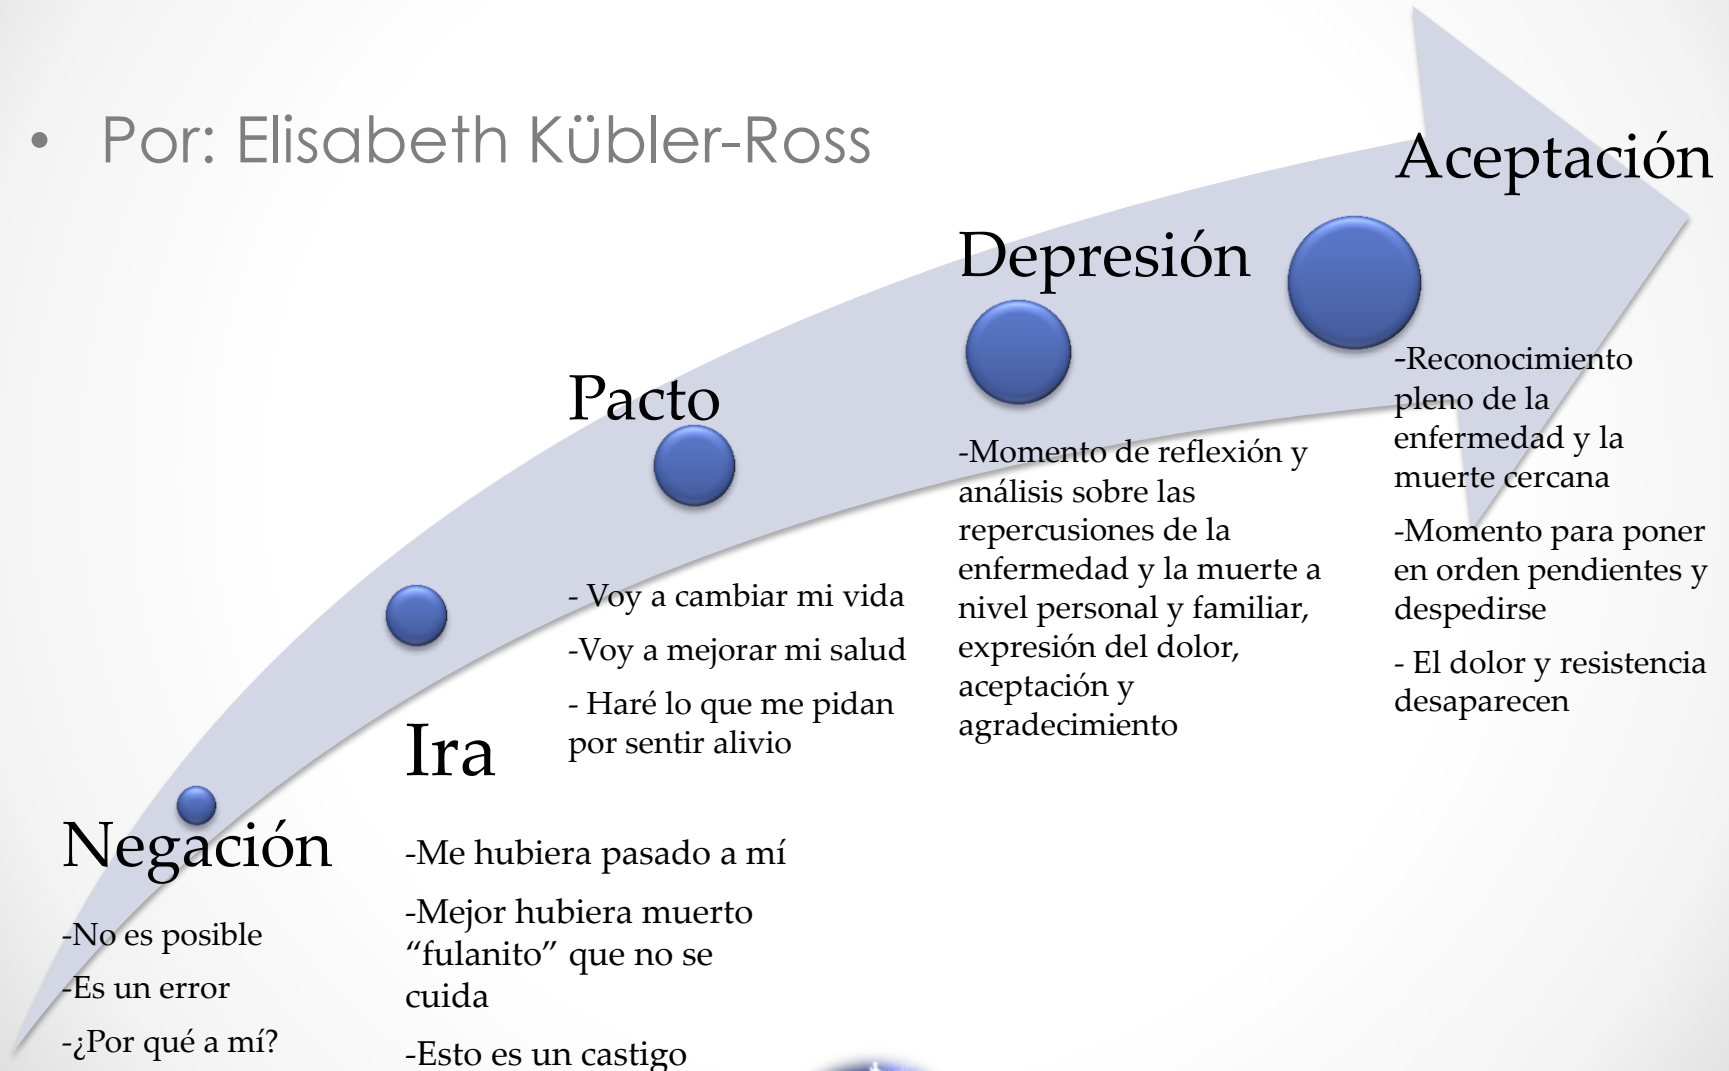 • Por: Elisabeth Kübler-Ross
Negación
-No es posible
-Es un error
-¿Por qué a mí?
Ira
-Me hubiera pasado a mí
-Mejor hubiera muerto
“fulanito” que no se
cuida
-Esto es un castigo
Pacto
- Voy a cambiar mi vida
-Voy a mejorar mi salud
- Haré lo que me pidan
por sentir alivio
Depresión
-Momento de reflexión y
análisis sobre las
repercusiones de la
enfermedad y la muerte a
nivel personal y familiar,
expresión del dolor,
aceptación y
agradecimiento
Aceptación
-Reconocimiento
pleno de la
enfermedad y la
muerte cercana
-Momento para poner
en orden pendientes y
despedirse
- El dolor y resistencia
desaparecen